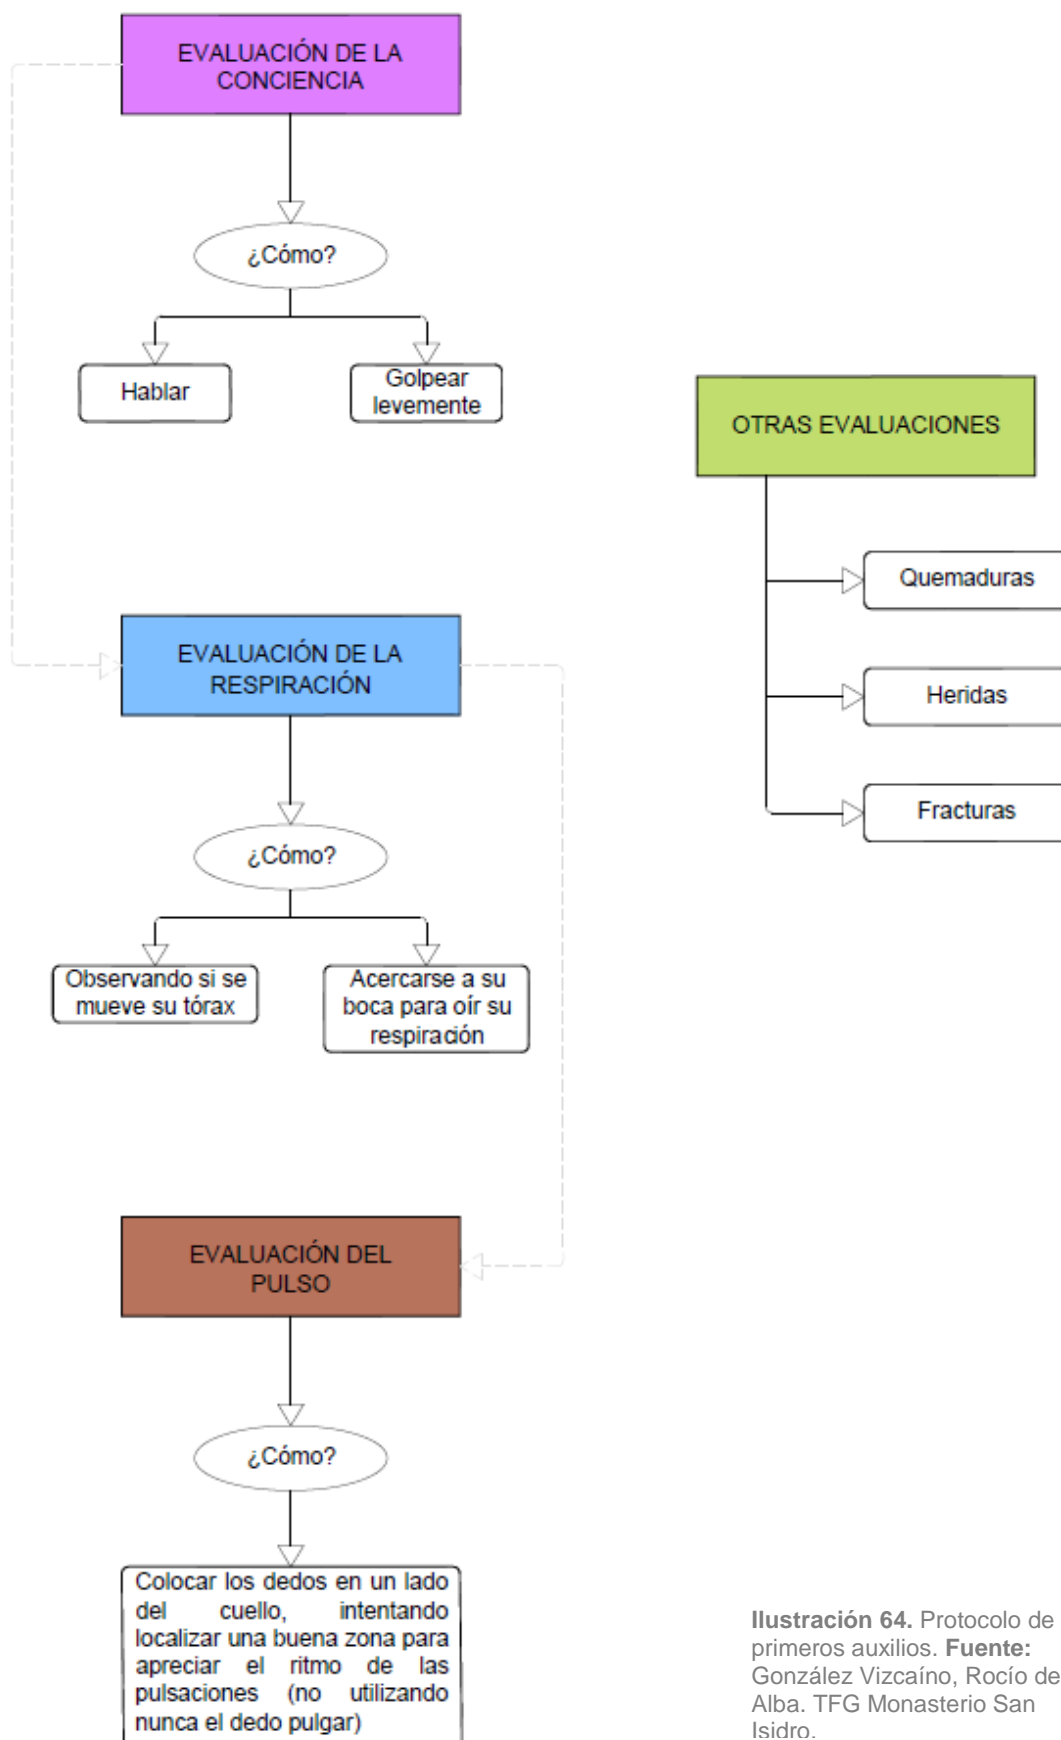 EVALUACIÓN DE LA
CONCIENCIA
¿Cómo?
Hablar
Golpear
levemente
OTRAS EVALUACIONES
Quemaduras
Heridas
Fracturas
EVALUACIÓN DE LA
RESPIRACIÓN
¿Cómo?
Observando si se
mueve su tórax
Acercarse a su
boca para oír su
respiración
EVALUACIÓN DEL
PULSO
¿Cómo?
Colocar los dedos en un lado
del cuello, intentando
localizar una buena zona para
apreciar el ritmo de las
pulsaciones (no utilizando
nunca el dedo pulgar)
Ilustración 64. Protocolo de
primeros auxilios. Fuente:
González Vizcaíno, Rocío de
Alba. TFG Monasterio San
Isidro.